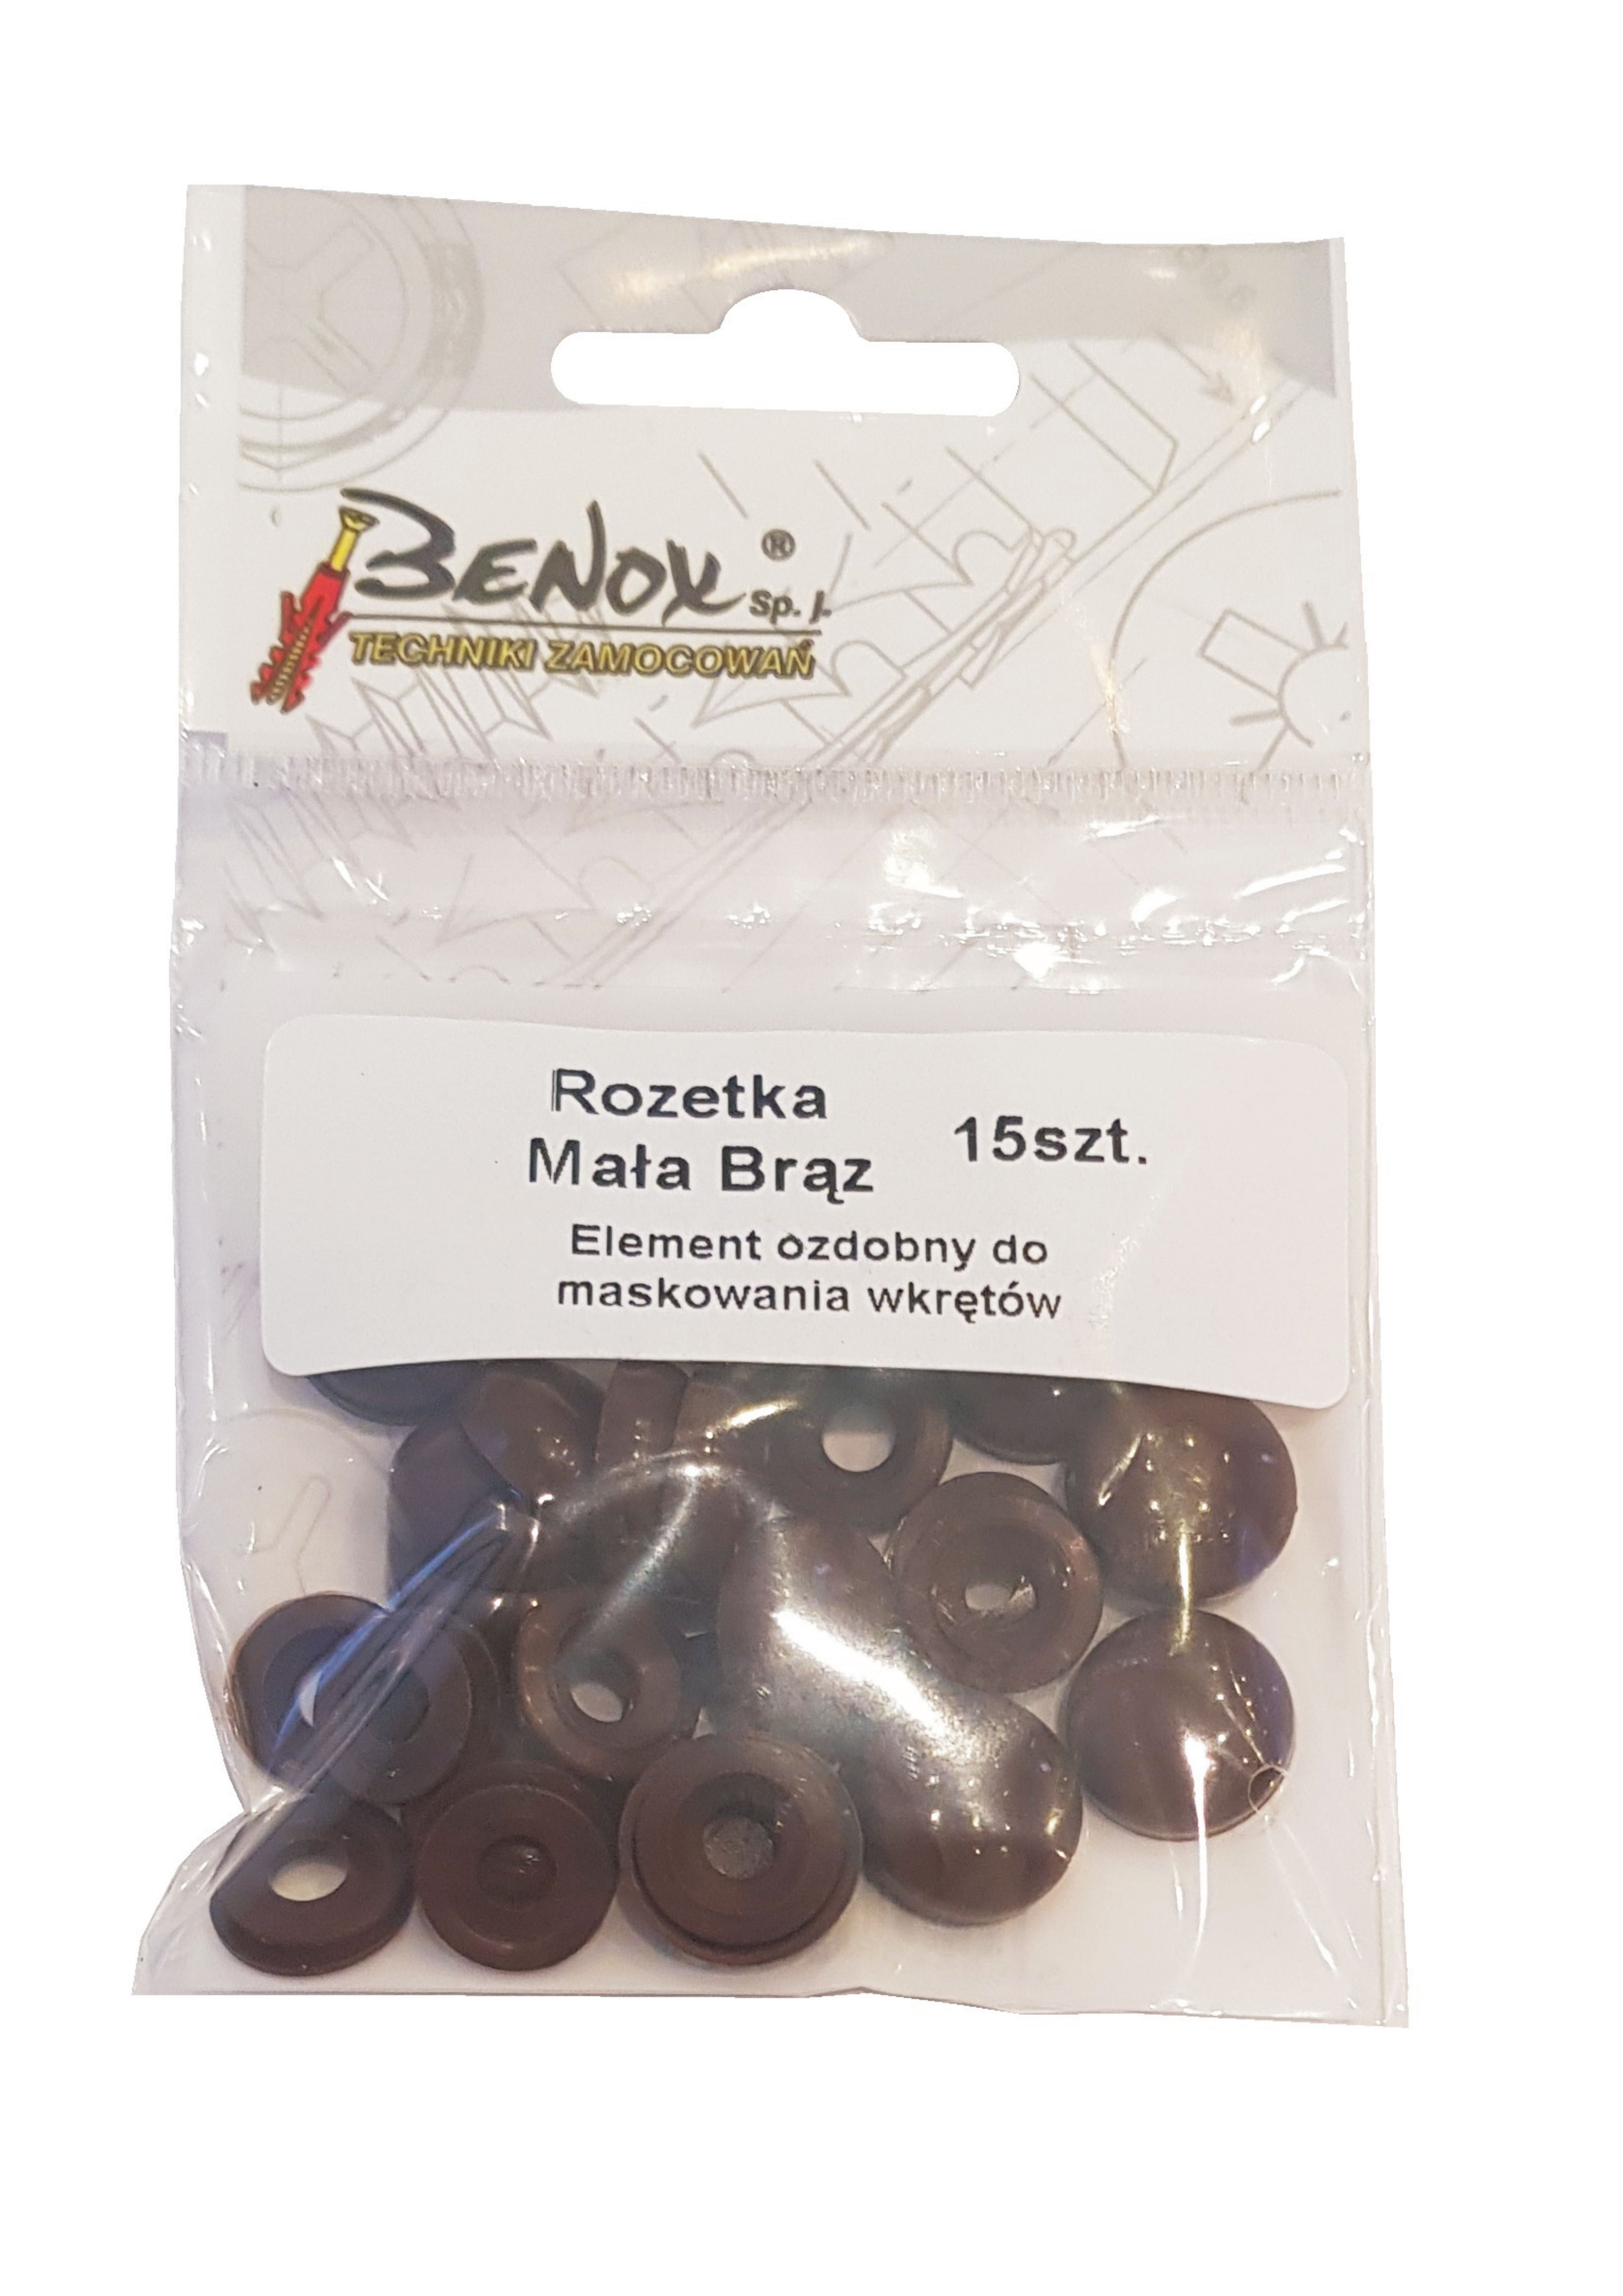 BENOX ® Sp. J.
TECHNIKI ZAMOCOWAŃ
Rozetka
Mała Brąz
15szt.
Element ozdobny do
maskowania wkrętów